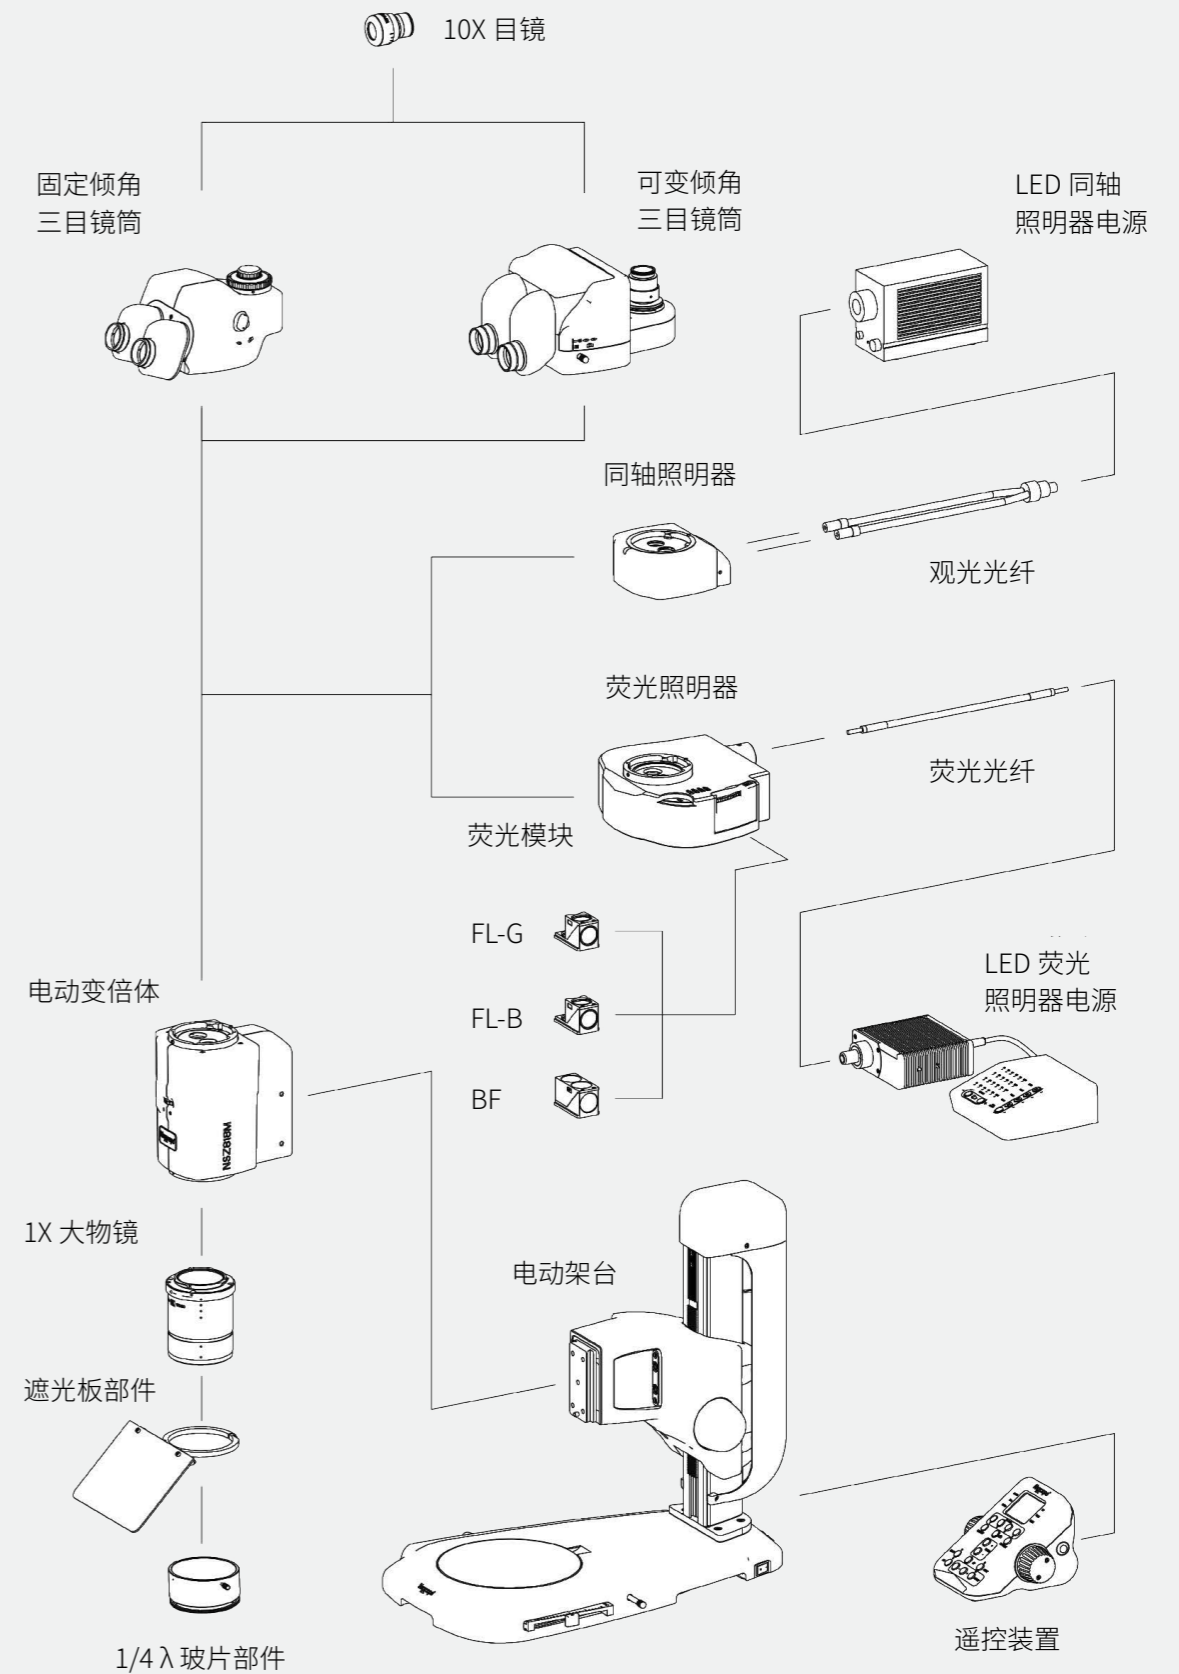 10X 目镜
固定倾角
三目镜筒
可变倾角
三目镜筒
LED 同轴
照明器电源
同轴照明器
观光光纤
荧光照明器
荧光光纤
荧光模块
FL-G
FL-B
BF
LED 荧光
照明器电源
电动变倍体
NSZ818M
1X 大物镜
电动架台
遮光板部件
遥控装置
1/4 λ 玻片部件